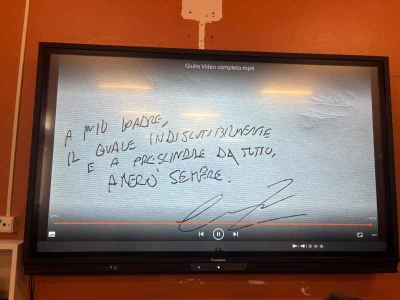 Giulio Video completo.mp4
A MIO PADRE,
IL QUALE INDISCUTIBILMENTE
E A PRESCINDERE DA TUTTO,
AMERÒ SEMPRE.